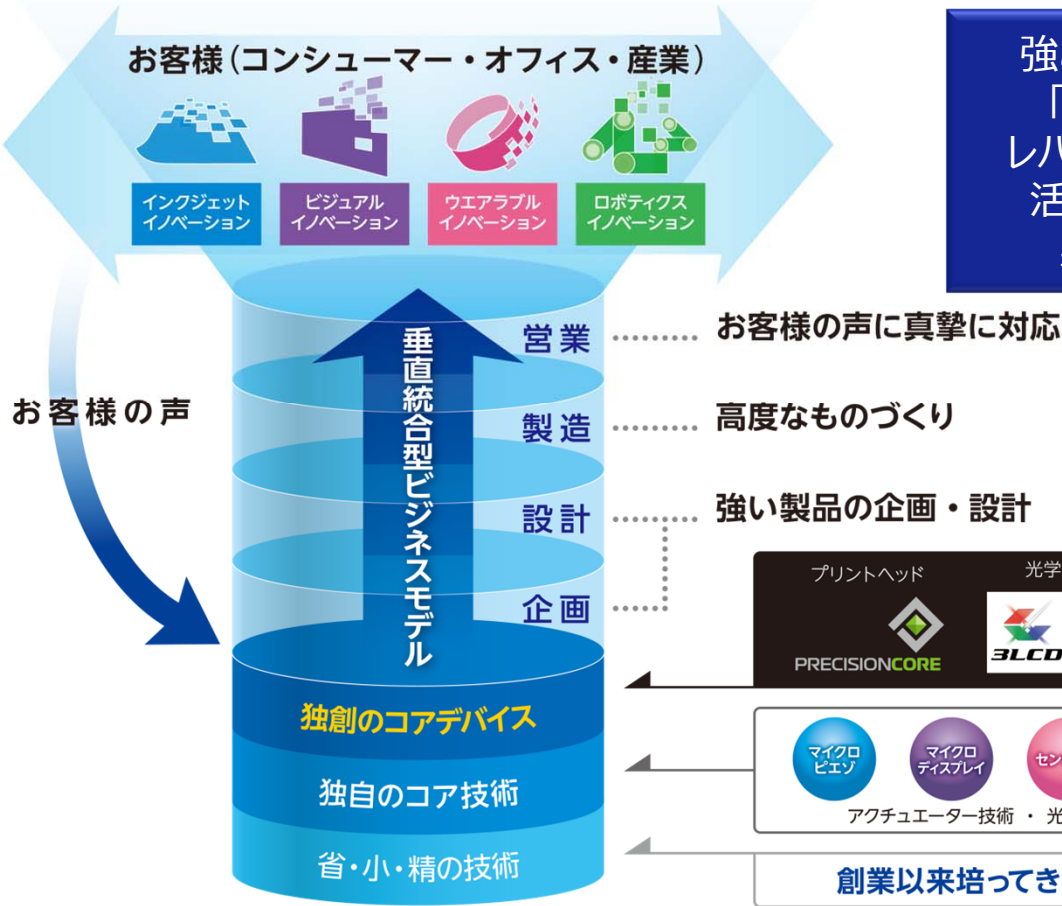 お客様(コンシューマー・オフィス・産業)
インクジェット
イノベーション
ビジュアル
イノベーション
ウエアラブル
イノベーション
ロボティクス
イノベーション
強
「
レバ
活
お客様の声
垂直統合型ビジネスモデル
営業
お客様の声に真摯に対応
製造
高度なものづくり
設計
強い製品の企画・設計
企画
プリントヘッド
光学
PRECISIONCORE
3LCD
独創のコアデバイス
独自のコア技術
省・小・精の技術
マイクロ
ピエゾ
マイクロ
ディスプレイ
セン
アクチュエーター技術 ・ 光
創業以来培ってき